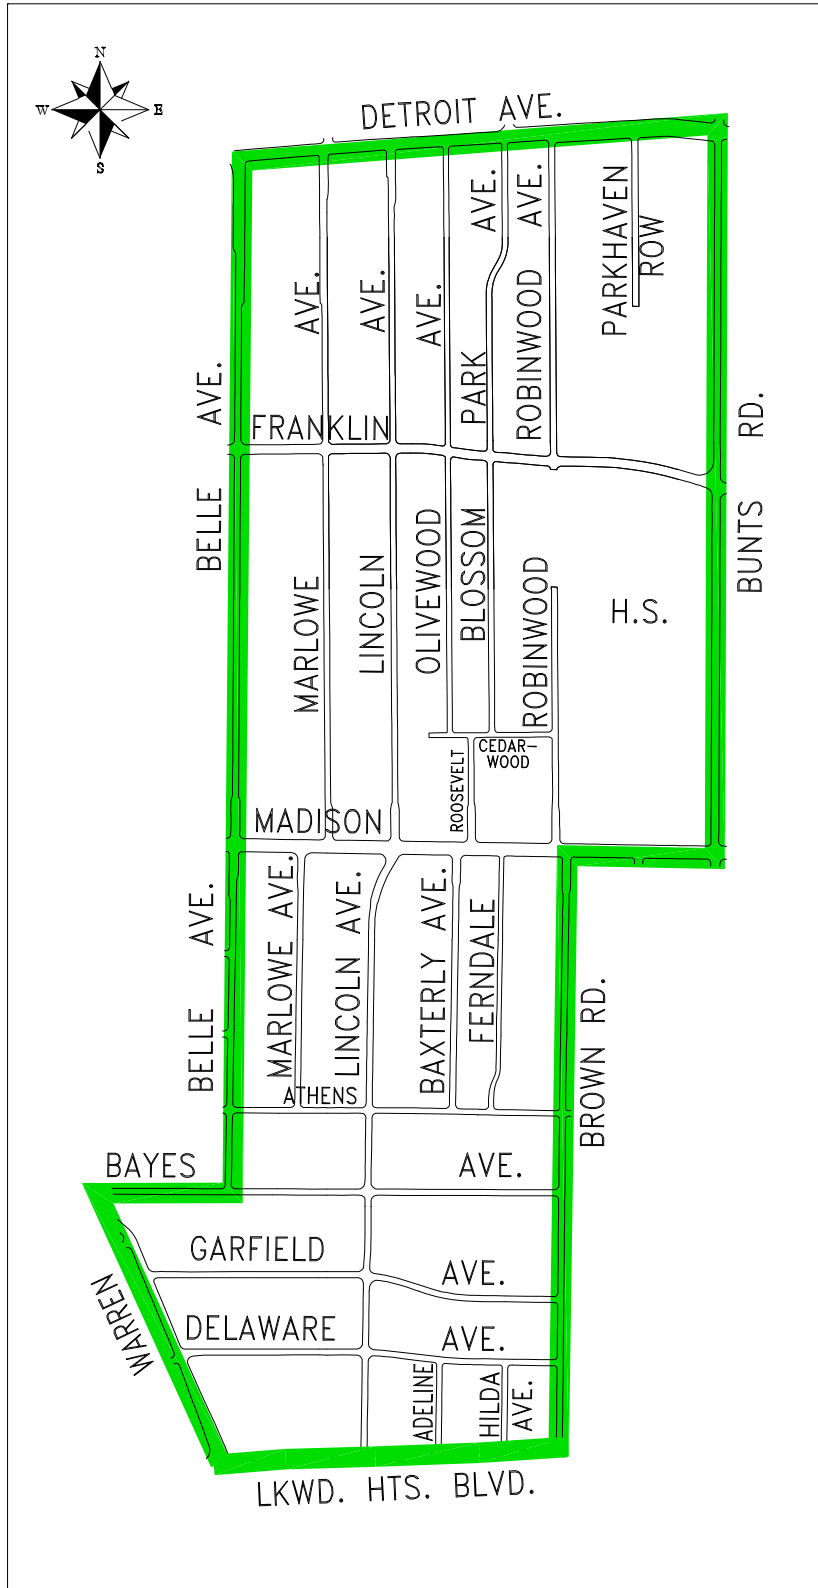 N
W E
S
DETROIT AVE.
PARKHAVEN
ROW
MARLOWE AVE.
LINCOLN AVE.
OLIVEWOOD AVE.
BLOSSOM PARK AVE.
ROBINWOOD AVE.
BELLE AVE.
FRANKLIN
BUNTS RD.
H.S.
ROBINWOOD
CEDAR-
WOOD
ROOSEVELT
MADISON
BELLE AVE.
MARLOWE AVE.
LINCOLN AVE.
BAXTERLY AVE.
FERNDALE
BROWN RD.
ATHENS
BAYES AVE.
GARFIELD AVE.
WARREN
DELAWARE AVE.
ADELINE
HILDA
AVE.
LKWD. HTS. BLVD.